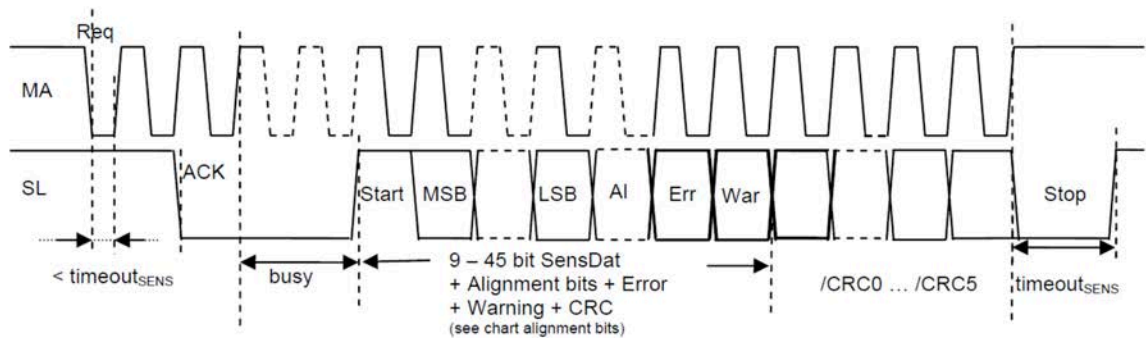 Req
MA
SL
ACK
Start MSB LSB Al Err War Stop
< timeoutSENS
busy
9 – 45 bit SensDat
+ Alignment bits + Error
+ Warning + CRC
(see chart alignment bits)
/CRC0 … /CRC5
timeoutSENS